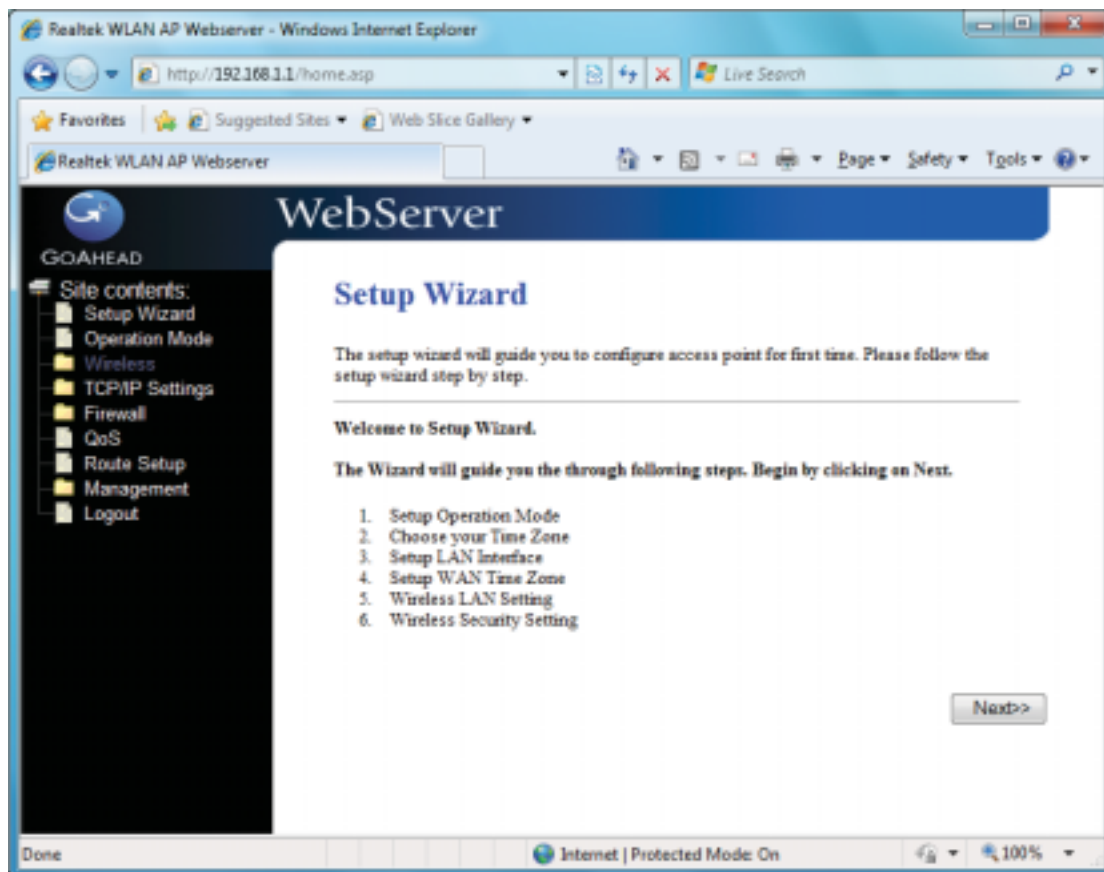 Realtek WLAN AP Webserver - Windows Internet Explorer
http://192.168.1.1/home.asp
Live Search
Favorites
Suggested Sites
Web Slice Gallery
Realtek WLAN AP Webserver
Page
Safety
Tools
GOAHEAD
WebServer
Site contents:
Setup Wizard
Operation Mode
Wireless
TCP/IP Settings
Firewall
QoS
Route Setup
Management
Logout
Setup Wizard
The setup wizard will guide you to configure access point for first time. Please follow the
setup wizard step by step.
Welcome to Setup Wizard.
The Wizard will guide you the through following steps. Begin by clicking on Next.
1. Setup Operation Mode
2. Choose your Time Zone
3. Setup LAN Interface
4. Setup WAN Time Zone
5. Wireless LAN Setting
6. Wireless Security Setting
Next>>
Done
Internet | Protected Mode: On
100%